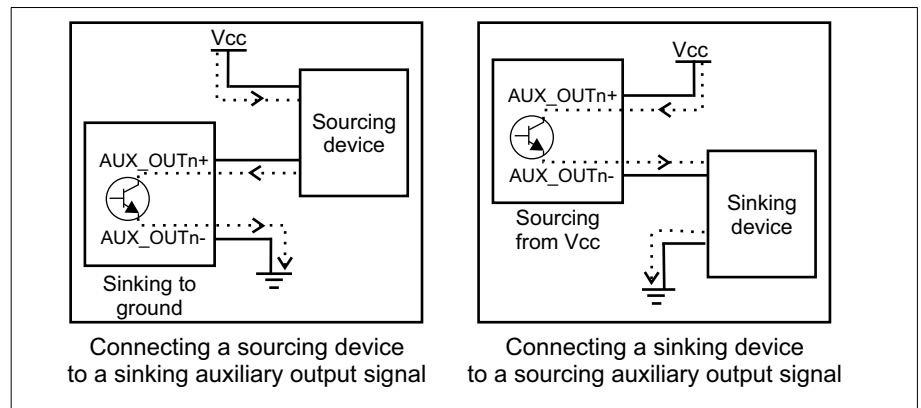 Vcc
Sourcing
device
AUX_OUTn+
AUX_OUTn-
Sinking to
ground
Connecting a sourcing device
to a sinking auxiliary output signal
Vcc
AUX_OUTn+
AUX_OUTn-
Sourcing
from Vcc
Sinking
device
Connecting a sinking device
to a sourcing auxiliary output signal